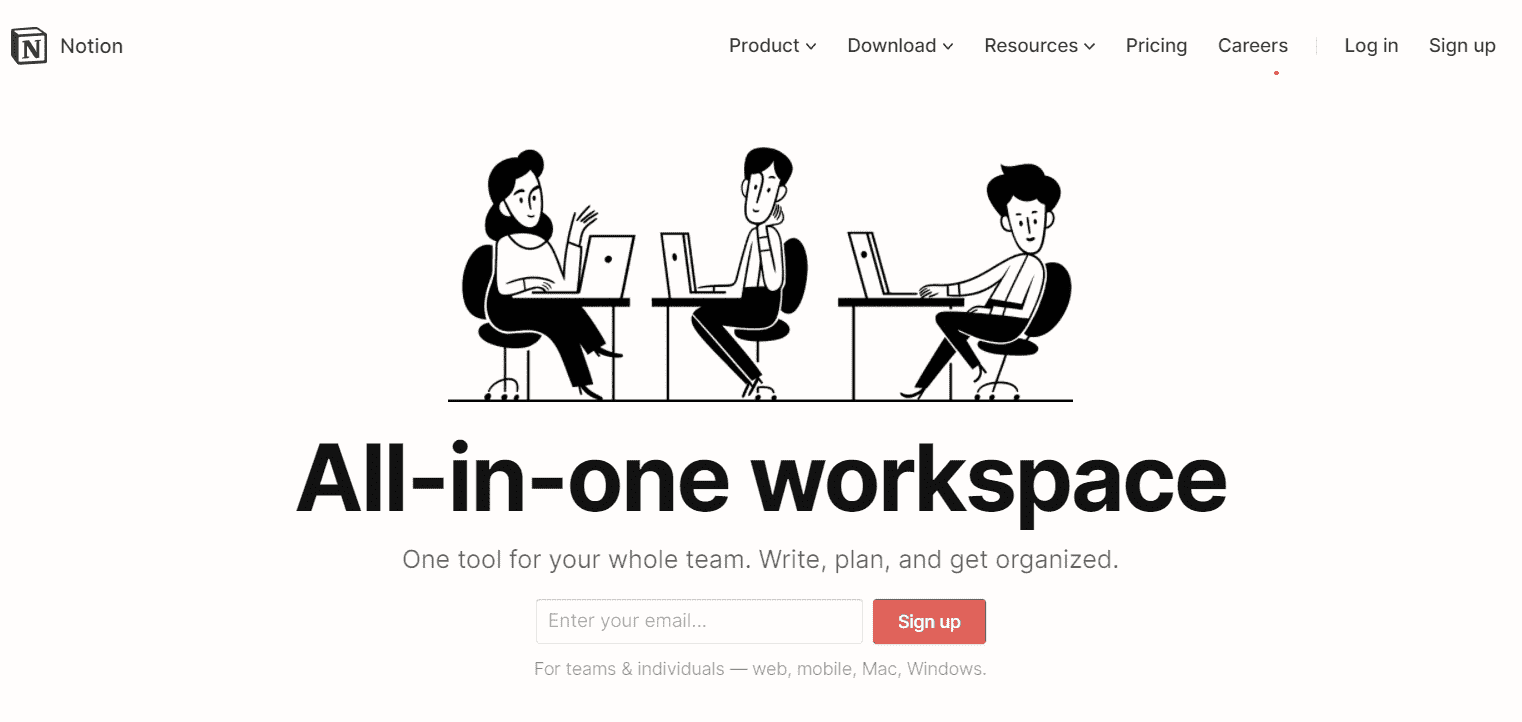 N Notion Product Download Resources Pricing Careers Log in Sign up
All-in-one workspace
One tool for your whole team. Write, plan, and get organized.
Enter your email... Sign up
For teams & individuals — web, mobile, Mac, Windows.